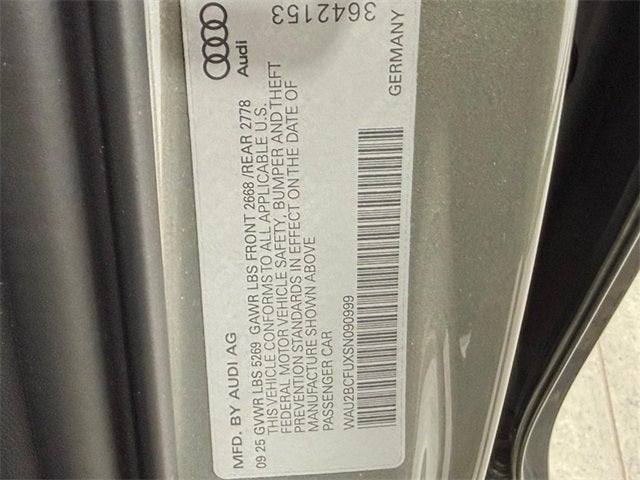 MFD. BY AUDI AG
Audi
09 25 GVWR LBS 5269 GAWR LBS FRONT 2668/REAR 2778
THIS VEHICLE CONFORMS TO ALL APPLICABLE U.S.
FEDERAL MOTOR VEHICLE SAFETY, BUMPER AND THEFT
PREVENTION STANDARDS IN EFFECT ON THE DATE OF
MANUFACTURE SHOWN ABOVE
PASSENGER CAR
3642153
WAU2BCFUXSN090999
GERMANY